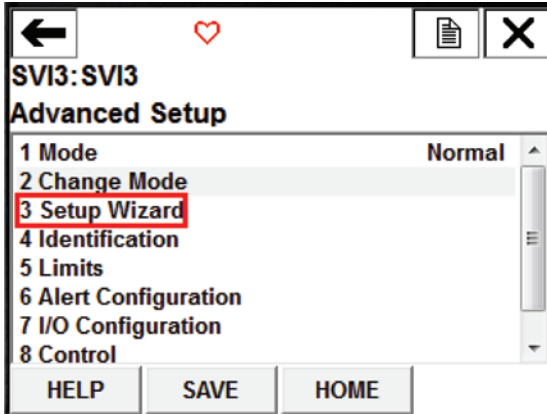 SVI3:SVI3
Advanced Setup
1 Mode Normal
2 Change Mode
3 Setup Wizard
4 Identification
5 Limits
6 Alert Configuration
7 I/O Configuration
8 Control
HELP SAVE HOME